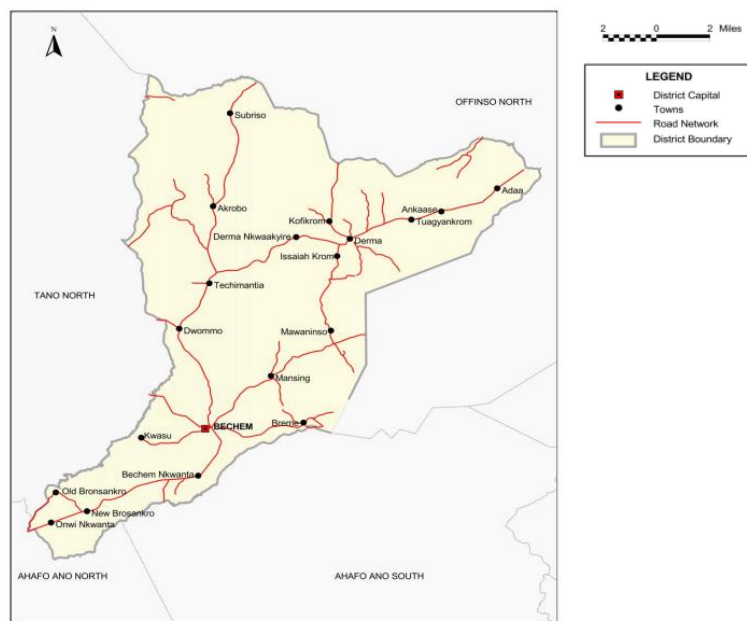 N
2 0 2 Miles
LEGEND
District Capital
Towns
Road Network
District Boundary
OFFINSO NORTH
Subriso
Adaa
Akrobo
Ankaase
Kofikrom
Tuagyankrom
Derma Nkwaakyire
Derma
Issaiah Krom
Techimantia
TANO NORTH
Dwommo
Mawaninso
Mansing
Breme
BECHEM
Kwasu
Bechem Nkwanta
Old Bronsankro
New Brosankro
Onwi Nkwanta
AHAFO ANO NORTH
AHAFO ANO SOUTH